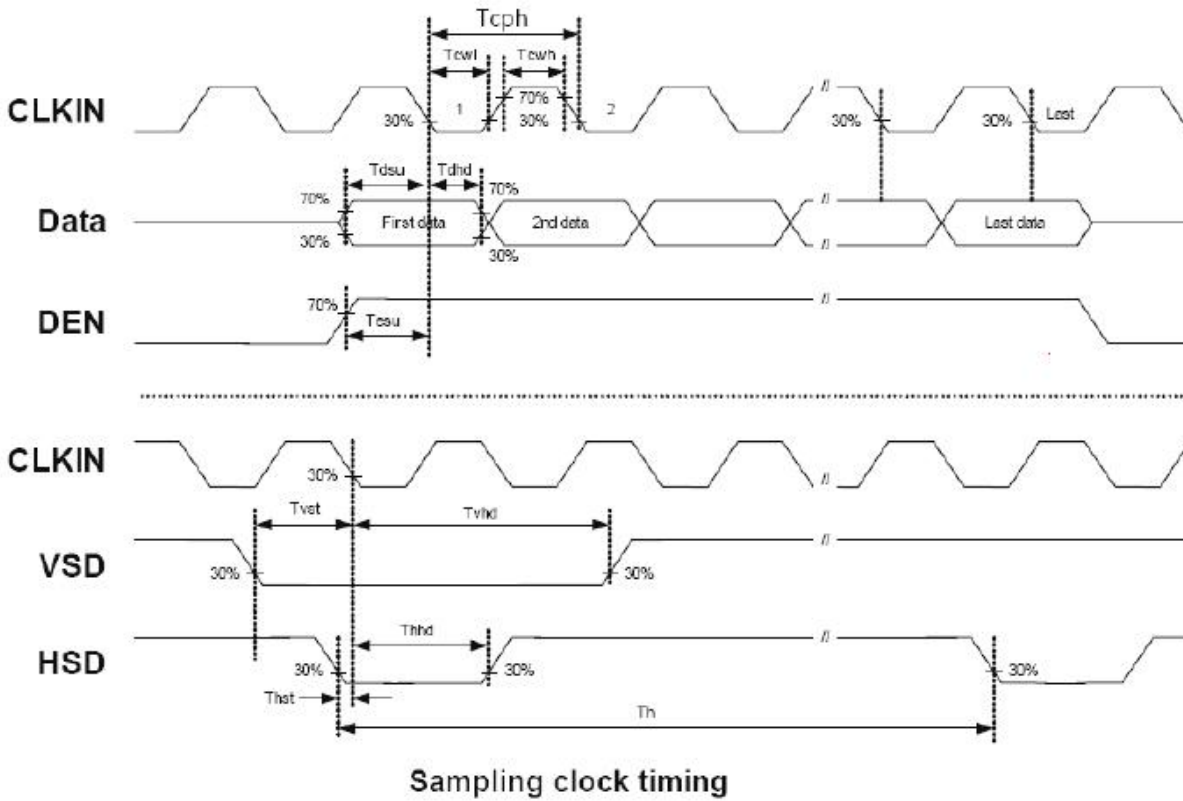 Tcph
Tcwl Tcwh
CLKIN 30% 1 70% 30% 2 // 30% 30% Last
Tdsu Tdhd
70% 70%
Data First data 2nd data Last data
30% 30%
70%
DEN
Tesu
CLKIN 30%
Tvst Tvhd
VSD
30% 30%
Thhd
HSD
30% 30% 30%
Thst
Th
Sampling clock timing